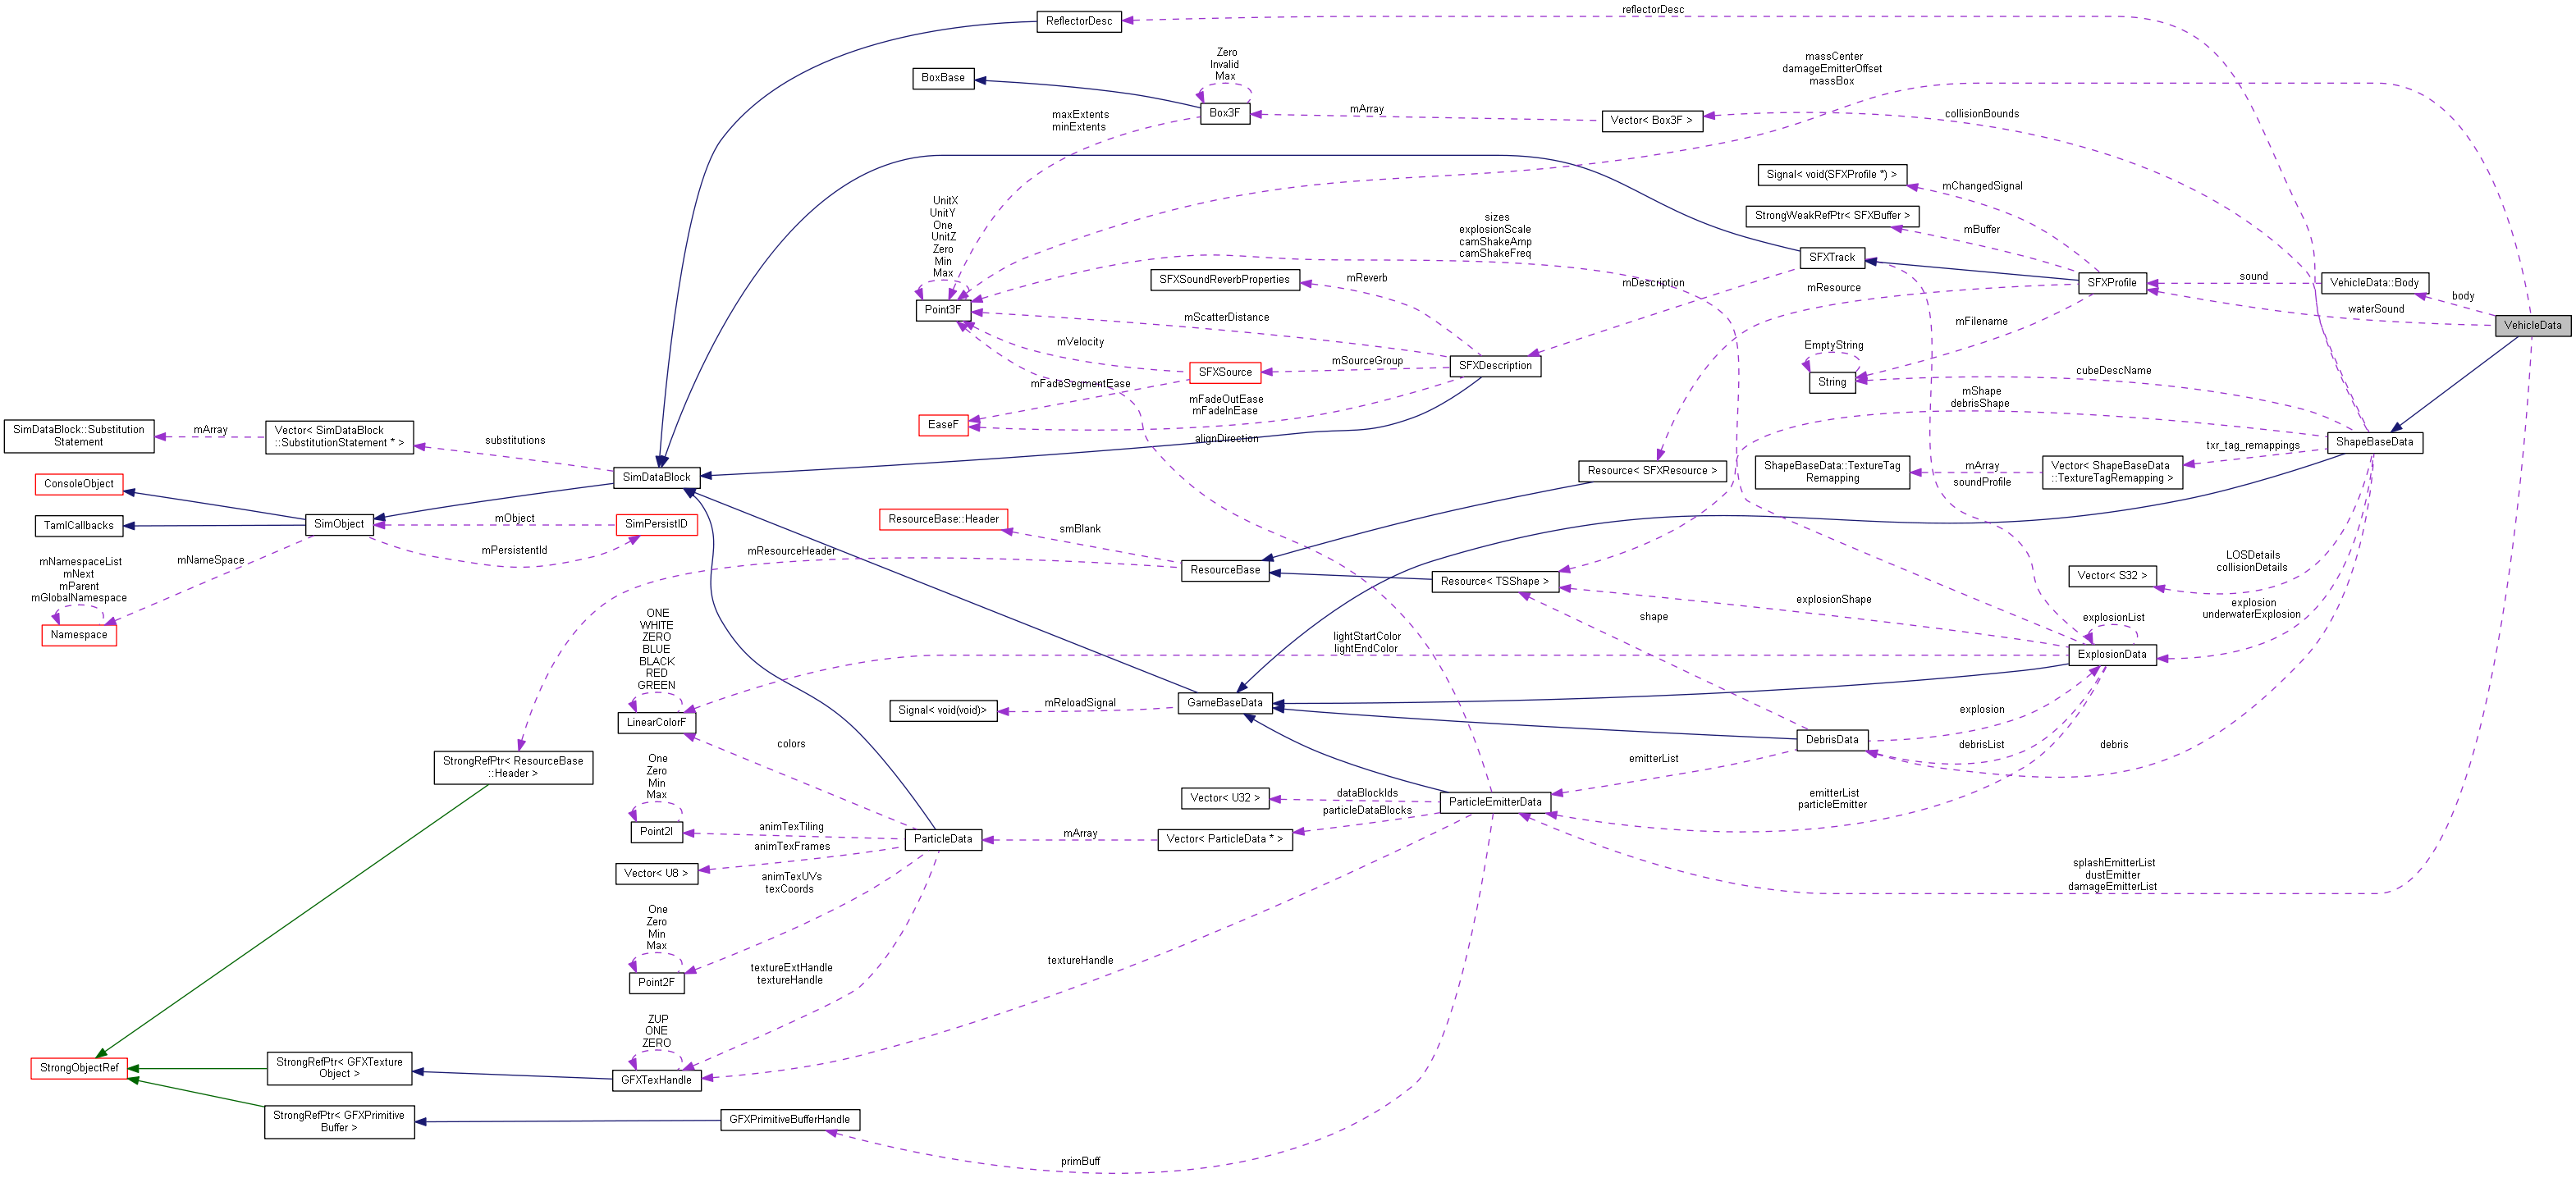 reflectorDesc
ReflectorDesc
massCenter
damageEmitterOffset
massBox
Zero
Invalid
Max
BoxBase
Box3F
mArray
Vector< Box3F >
collisionBounds
maxExtents
minExtents
Signal< void(SFXProfile *) >
mChangedSignal
StrongWeakRefPtr< SFXBuffer >
mBuffer
UnitX
UnitY
One
UnitZ
Zero
Min
Max
Point3F
sizes
explosionScale
camShakeAmp
camShakeFreq
SFXTrack
SFXSoundReverbProperties
mReverb
mDescription
mResource
SFXProfile
sound
VehicleData::Body
body
waterSound
VehicleData
mScatterDistance
mFilename
mVelocity
EmptyString
String
mSourceGroup
SFXSource
SFXDescription
mFadeSegmentEase
cubeDescName
mShape
debrisShape
mFadeOutEase
mFadeInEase
EaseF
alignDirection
SimDataBlock::Substitution
Statement
mArray
Vector< SimDataBlock
::SubstitutionStatement * >
substitutions
SimDataBlock
ShapeBaseData
txr_tag_remappings
Resource< SFXResource >
ShapeBaseData::TextureTag
Remapping
mArray
Vector< ShapeBaseData
::TextureTagRemapping >
soundProfile
ConsoleObject
TamlCallbacks
SimObject
mObject
SimPersistID
mPersistentId
mNameSpace
mNamespaceList
mNext
mParent
mGlobalNamespace
Namespace
ResourceBase::Header
smBlank
mResourceHeader
ResourceBase
Resource< TSShape >
LOSDetails
collisionDetails
Vector< S32 >
explosionShape
shape
explosion
underwaterExplosion
explosionList
ExplosionData
ONE
WHITE
ZERO
BLUE
BLACK
RED
GREEN
LinearColorF
lightStartColor
lightEndColor
Signal< void(void)>
mReloadSignal
GameBaseData
explosion
DebrisData
debrisList
debris
colors
emitterList
StrongRefPtr< ResourceBase
::Header >
One
Zero
Min
Max
Point2I
animTexTiling
Vector< U32 >
dataBlockIds
particleDataBlocks
ParticleEmitterData
emitterList
particleEmitter
ParticleData
mArray
Vector< ParticleData * >
animTexFrames
Vector< U8 >
animTexUVs
texCoords
splashEmitterList
dustEmitter
damageEmitterList
One
Zero
Min
Max
Point2F
textureExtHandle
textureHandle
textureHandle
ZUP
ONE
ZERO
GFXTexHandle
StrongObjectRef
StrongRefPtr< GFXTexture
Object >
StrongRefPtr< GFXPrimitive
Buffer >
GFXPrimitiveBufferHandle
primBuff